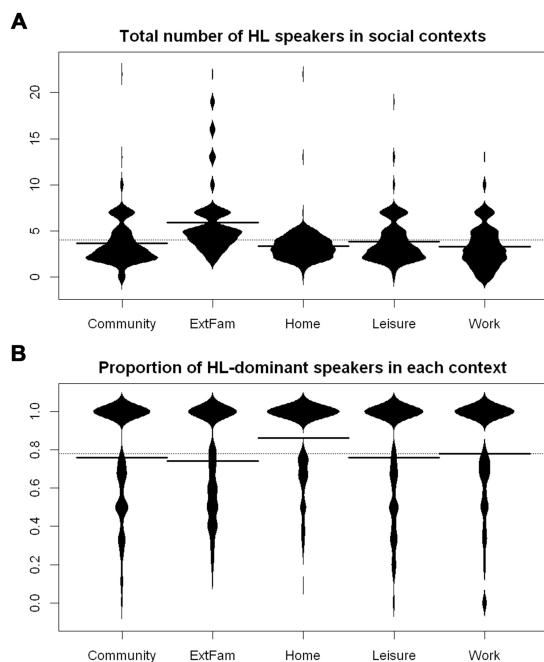 A
Total number of HL speakers in social contexts
20
15
10
5
0
Community ExtFam Home Leisure Work
B
Proportion of HL-dominant speakers in each context
1.0
0.8
0.6
0.4
0.2
0.0
Community ExtFam Home Leisure Work